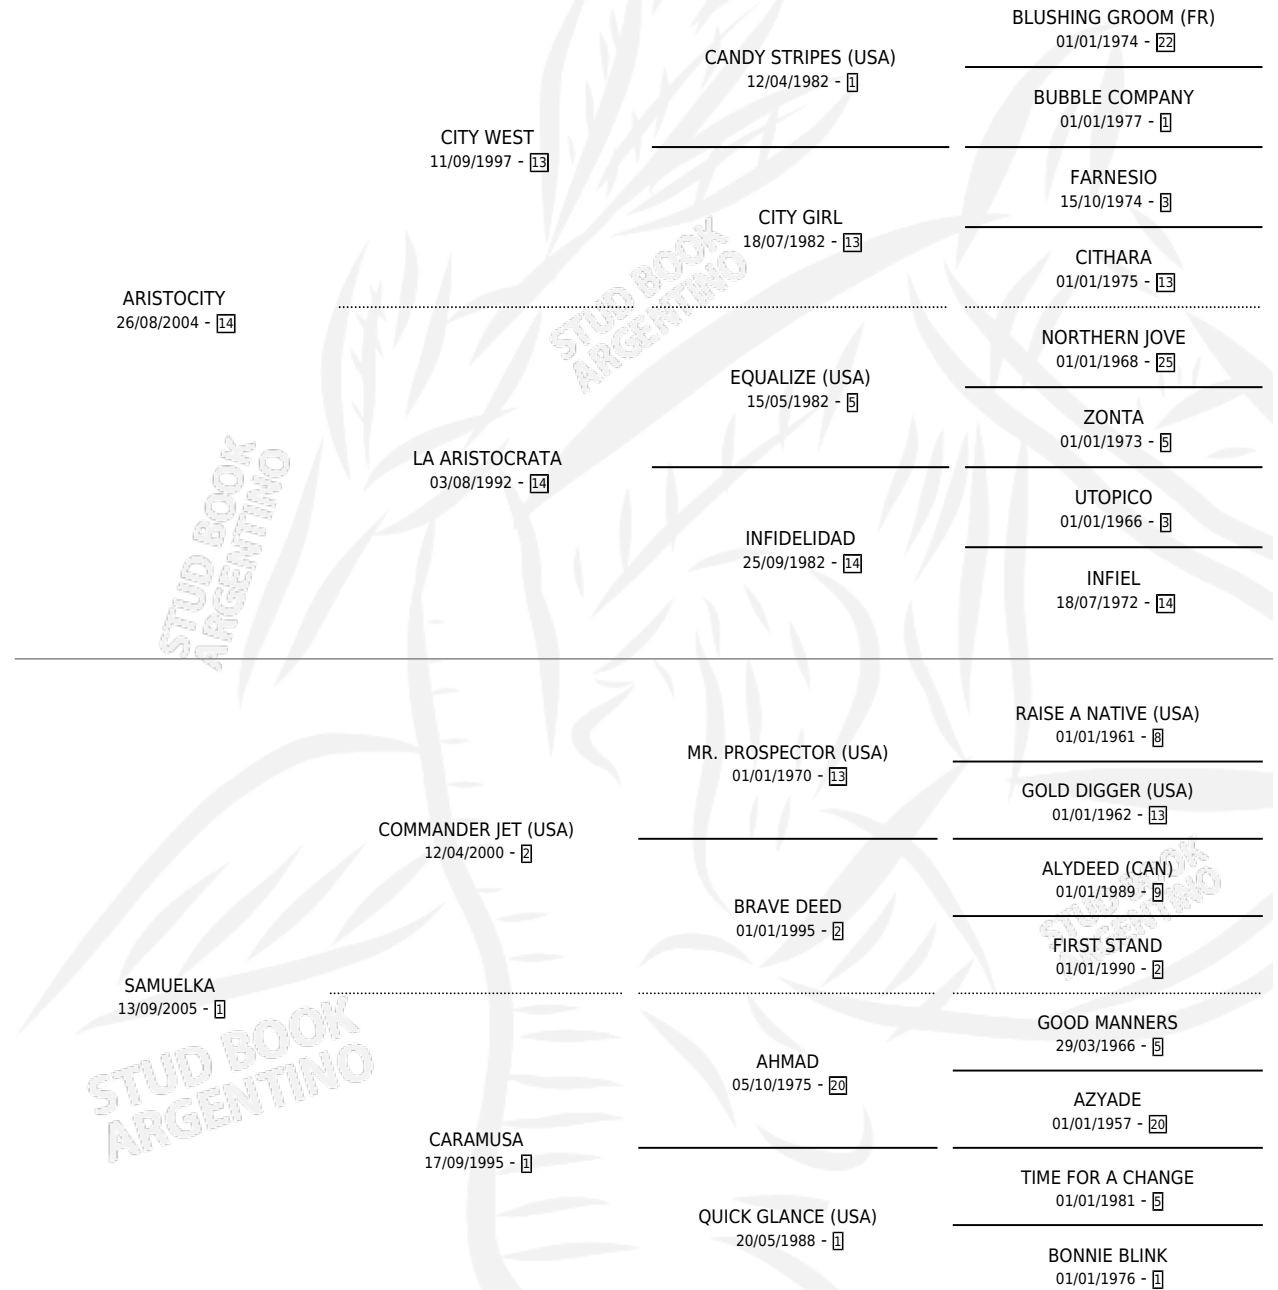 BLUSHING GROOM (FR)
01/01/1974 - 22
CANDY STRIPES (USA)
12/04/1982 - 1
BUBBLE COMPANY
01/01/1977 - 1
CITY WEST
11/09/1997 - 13
FARNESIO
15/10/1974 - 3
CITY GIRL
18/07/1982 - 13
CITHARA
01/01/1975 - 13
ARISTOCITY
26/08/2004 - 14
NORTHERN JOVE
01/01/1968 - 25
EQUALIZE (USA)
15/05/1982 - 5
ZONTA
01/01/1973 - 5
LA ARISTOCRATA
03/08/1992 - 14
UTOPICO
01/01/1966 - 3
INFIDELIDAD
25/09/1982 - 14
INFIEL
18/07/1972 - 14
RAISE A NATIVE (USA)
01/01/1961 - 8
MR. PROSPECTOR (USA)
01/01/1970 - 13
GOLD DIGGER (USA)
01/01/1962 - 13
COMMANDER JET (USA)
12/04/2000 - 2
ALYDEED (CAN)
01/01/1989 - 9
BRAVE DEED
01/01/1995 - 2
FIRST STAND
01/01/1990 - 2
SAMUELKA
13/09/2005 - 1
GOOD MANNERS
29/03/1966 - 5
AHMAD
05/10/1975 - 20
AZYADE
01/01/1957 - 20
CARAMUSA
17/09/1995 - 1
TIME FOR A CHANGE
01/01/1981 - 5
QUICK GLANCE (USA)
20/05/1988 - 1
BONNIE BLINK
01/01/1976 - 1
STUD BOOK
ARGENTINO
STUD BOOK
ARGENTINO
STUD BOOK
ARGENTINO
STUD BOOK
ARGENTINO